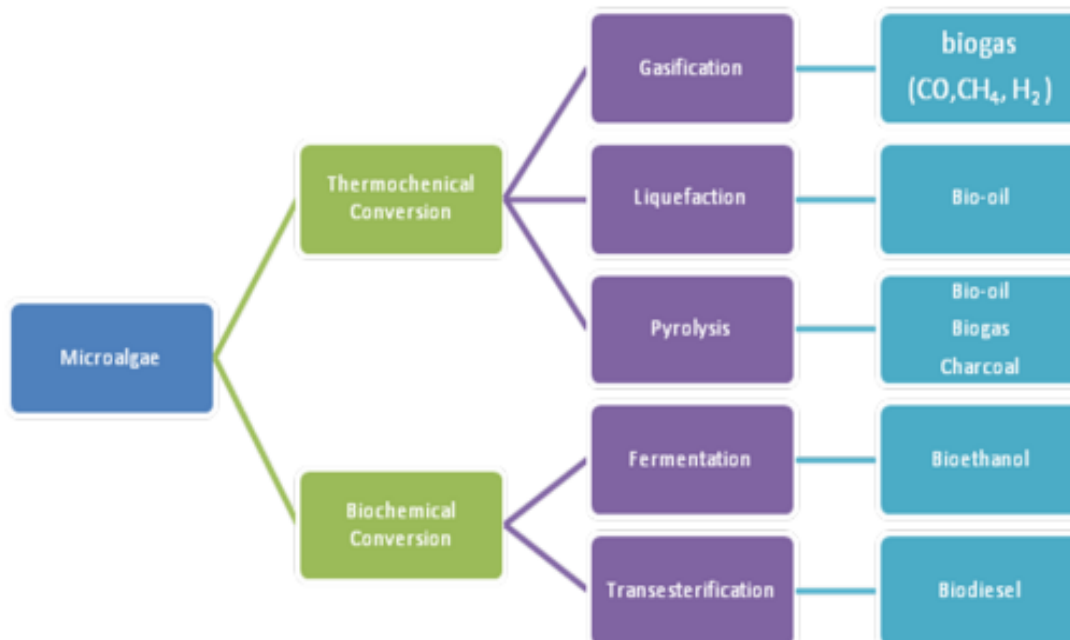 Microalgae
Thermochenical
Conversion
Biochemical
Conversion
Gasification
Liquefaction
Pyrolysis
Fermentation
Transesterification
biogas
(CO,CH₄, H₂ )
Bio-oil
Bio-oil
Biogas
Charcoal
Bioethanol
Biodiesel